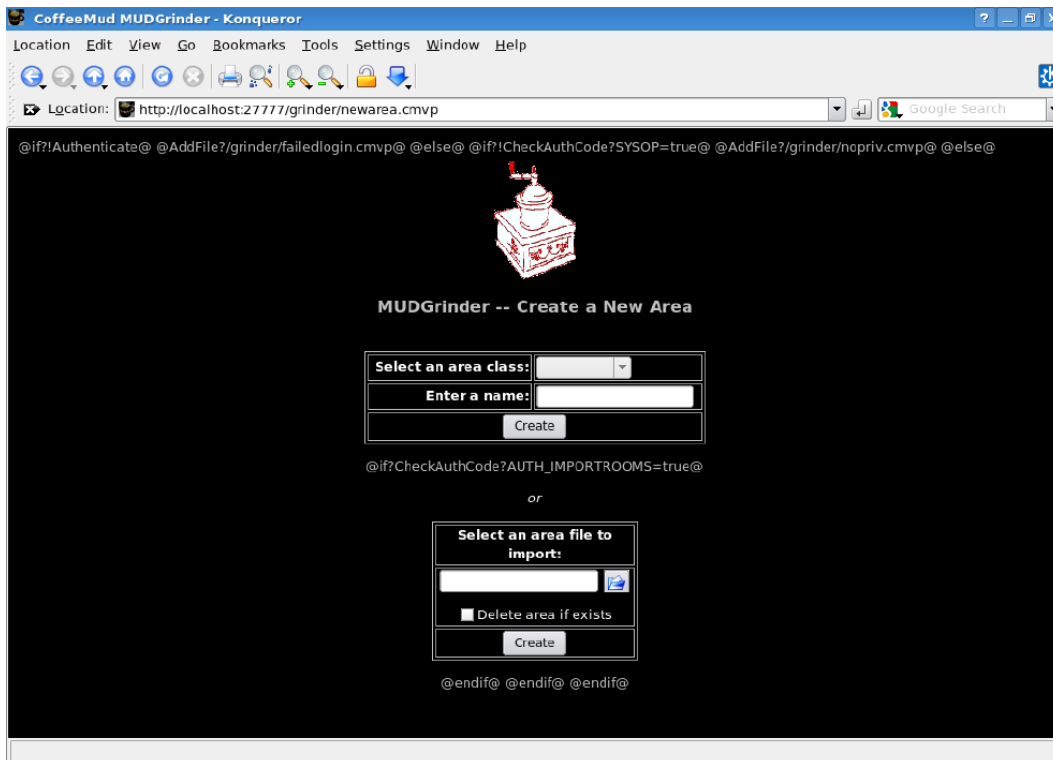 CoffeeMud MUDGrinder - Konqueror
Location Edit View Go Bookmarks Tools Settings Window Help
Location: http://localhost:27777/grinder/newarea.cmvp Google Search
@if?!Authenticate@ @AddFile?/grinder/failedlogin.cmvp@ @else@ @if?!CheckAuthCode?SYSOP=true@ @AddFile?/grinder/nopriv.cmvp@ @else@
MUDGrinder -- Create a New Area
Select an area class:
Enter a name:
Create
@if?CheckAuthCode?AUTH_IMPORTROOMS=true@
or
Select an area file to
import:
Delete area if exists
Create
@endif@ @endif@ @endif@